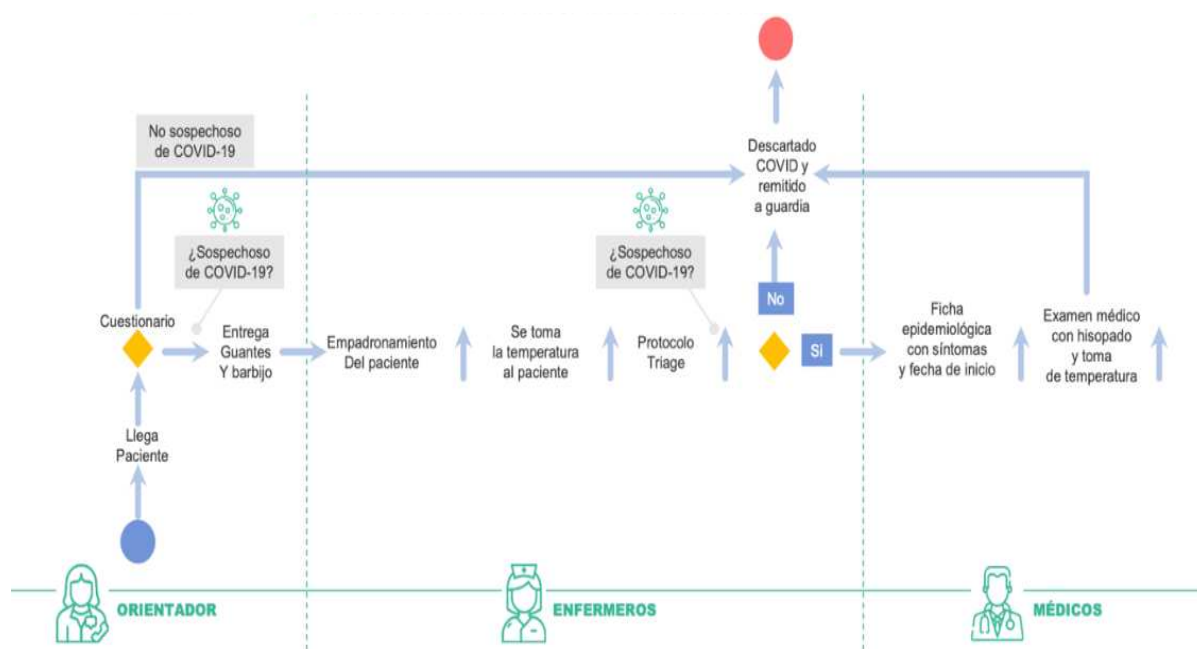 No sospechoso
de COVID-19
¿Sospechoso
de COVID-19?
Cuestionario
Entrega
Guantes
Y barbijo
Llega
Paciente
Empadronamiento
Del paciente
Se toma
la temperatura
al paciente
Protocolo
Triage
¿Sospechoso
de COVID-19?
Descartado
COVID y
remitido
a guardia
No
Si
Ficha
epidemiológica
con síntomas
y fecha de inicio
Examen médico
con hisopado
y toma
de temperatura
ORIENTADOR
ENFERMEROS
MÉDICOS